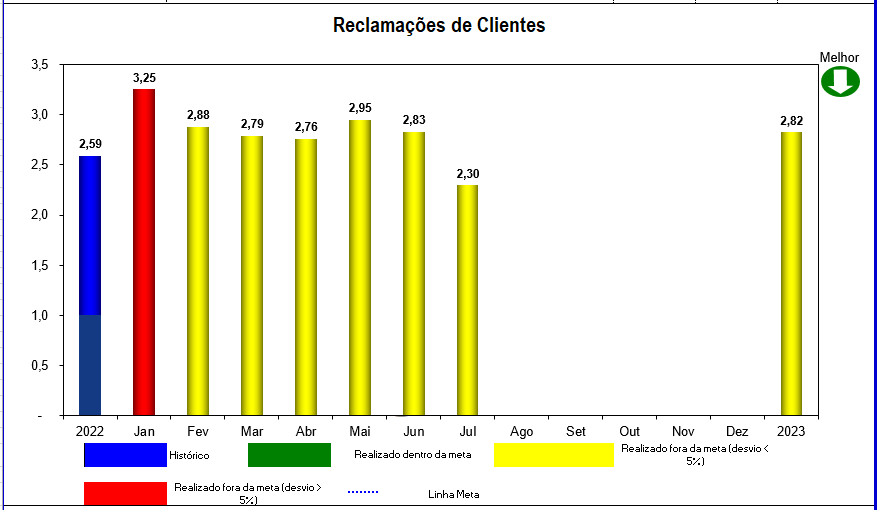 Reclamações de Clientes
Melhor
3,5
3,0
2,5
2,0
1,5
1,0
0,5
-
2,59
3,25
2,88
2,79
2,76
2,95
2,83
2,30
2,82
2022 Jan Fev Mar Abr Mai Jun Jul Ago Set Out Nov Dez 2023
Histórico
Realizado dentro da meta
Realizado fora da meta (desvio <
5%)
Realizado fora da meta (desvio >
5%)
Linha Meta